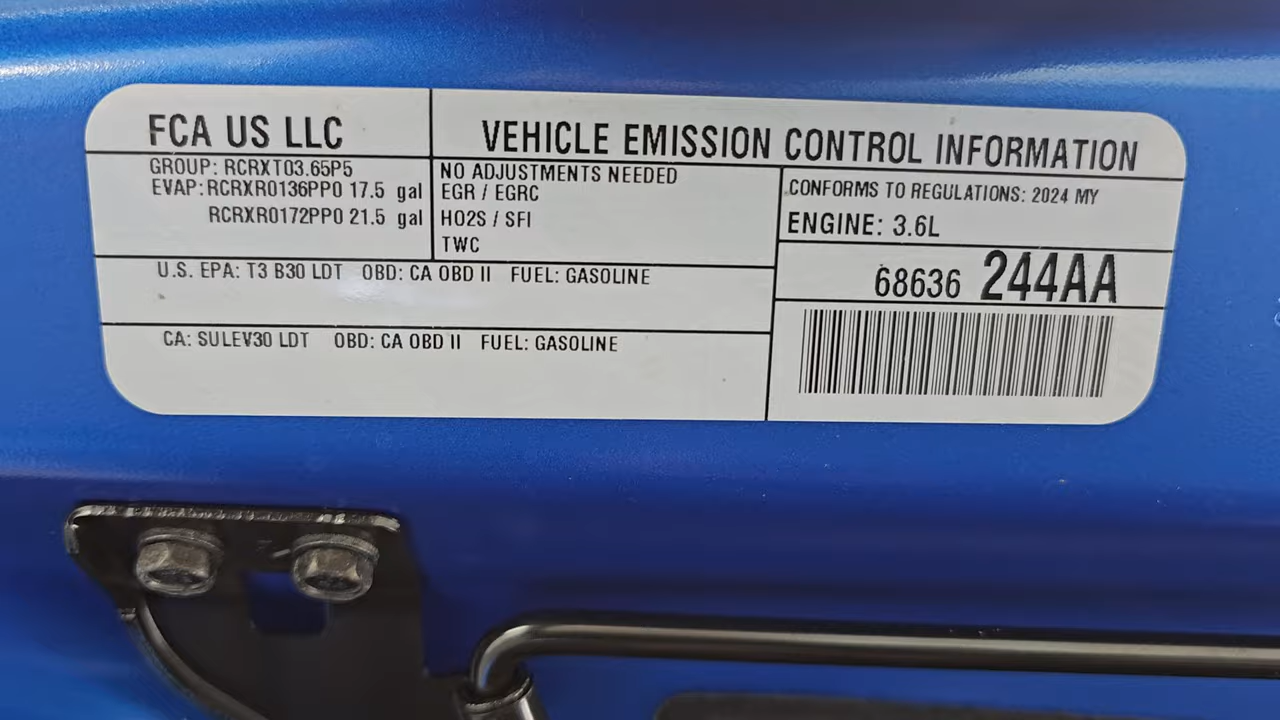 FCA US LLC
VEHICLE EMISSION CONTROL INFORMATION
GROUP: RCRXT03.65P5
EVAP: RCRXR0136PP0 17.5 gal
RCRXR0172PP0 21.5 gal
NO ADJUSTMENTS NEEDED
EGR / EGRC
HO2S / SFI
TWC
CONFORMS TO REGULATIONS: 2024 MY
ENGINE: 3.6L
68636 244AA
U.S. EPA: T3 B30 LDT OBD: CA OBD II FUEL: GASOLINE
CA: SULEV30 LDT OBD: CA OBD II FUEL: GASOLINE